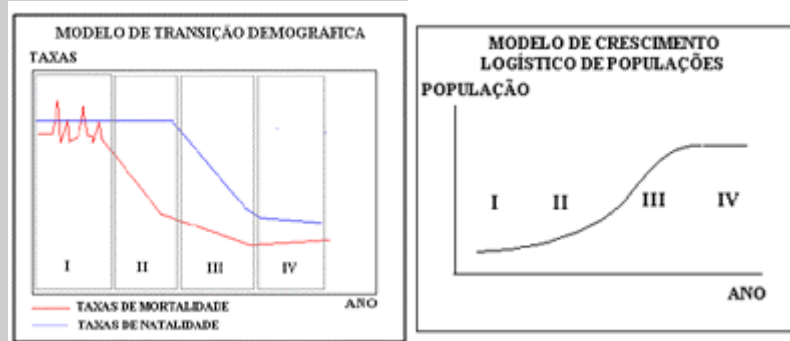 MODELO DE TRANSIÇÃO DEMOGRAFICA
TAXAS
I
II
III
IV
ANO
TAXAS DE MORTALIDADE
TAXAS DE NATALIDADE
MODELO DE CRESCIMENTO
LOGÍSTICO DE POPULAÇÕES
POPULAÇÃO
I
II
III
IV
ANO